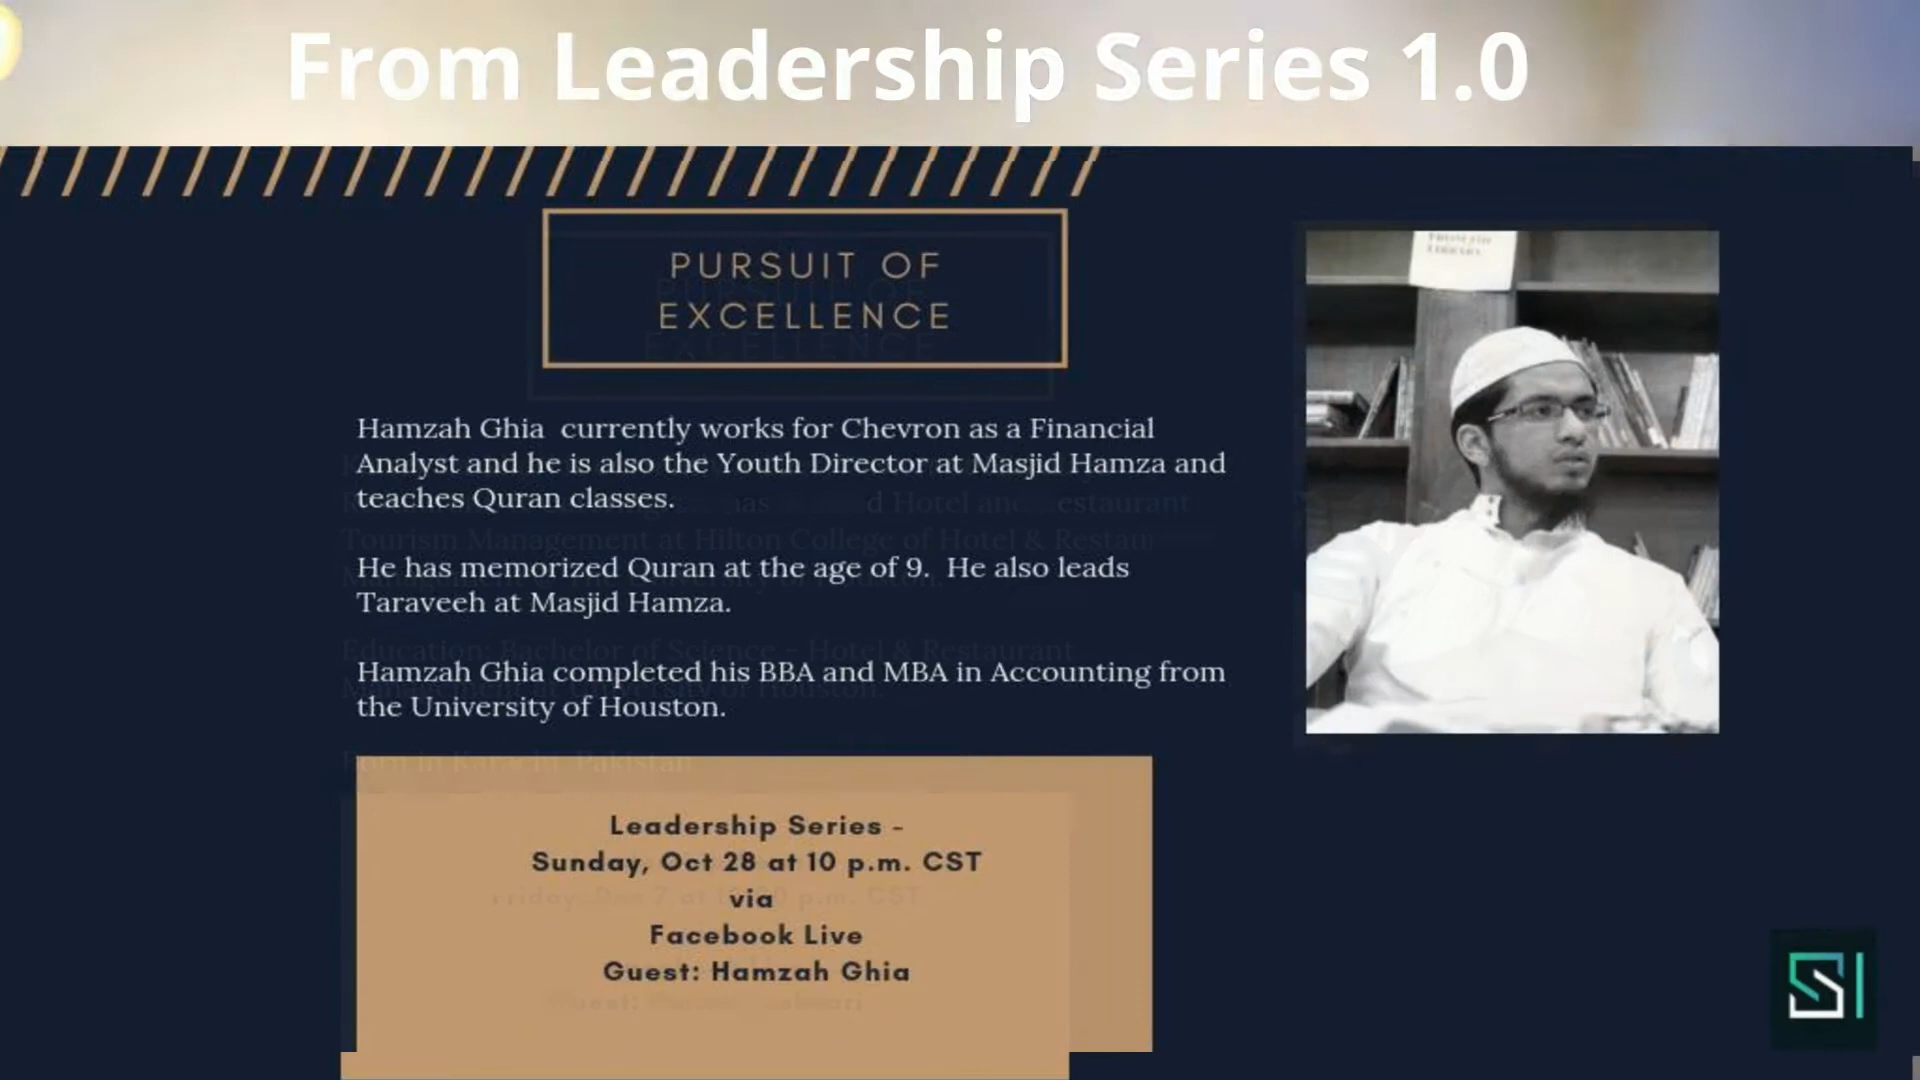 From Leadership Series 1.0
PURSUIT OF
EXCELLENCE
Hamzah Ghia currently works for Chevron as a Financial
Analyst and he is also the Youth Director at Masjid Hamza and
teaches Quran classes.
He has memorized Quran at the age of 9. He also leads
Taraveeh at Masjid Hamza.
Hamzah Ghia completed his BBA and MBA in Accounting from
the University of Houston.
Leadership Series -
Sunday, Oct 28 at 10 p.m. CST
via
Facebook Live
Guest: Hamzah Ghia